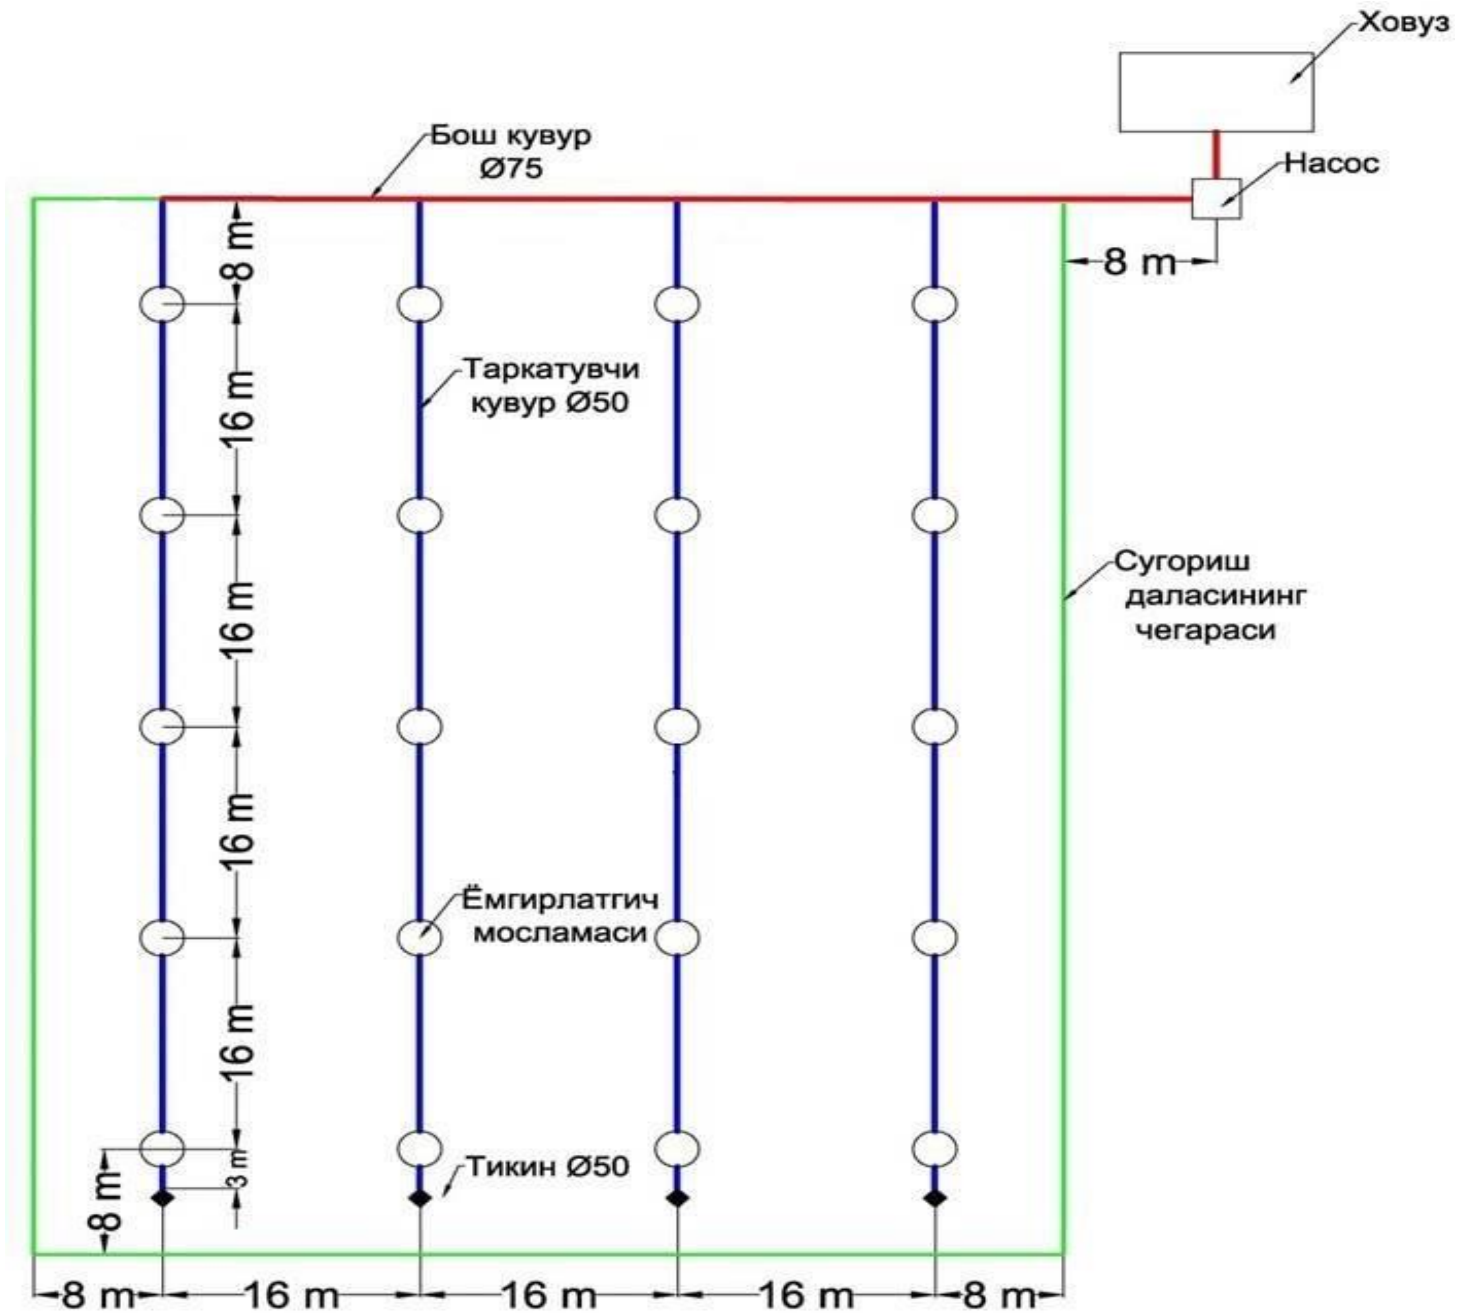 Ховуз
Бош кувур
Ø75
Насос
8 m
8 m
16 m
Таркатувчи
кувур Ø50
16 m
Сугориш
даласининг
чегараси
16 m
Ёмгирлатгич
мосламаси
16 m
3 m
Тикин Ø50
8 m
8 m
16 m
16 m
16 m
8 m